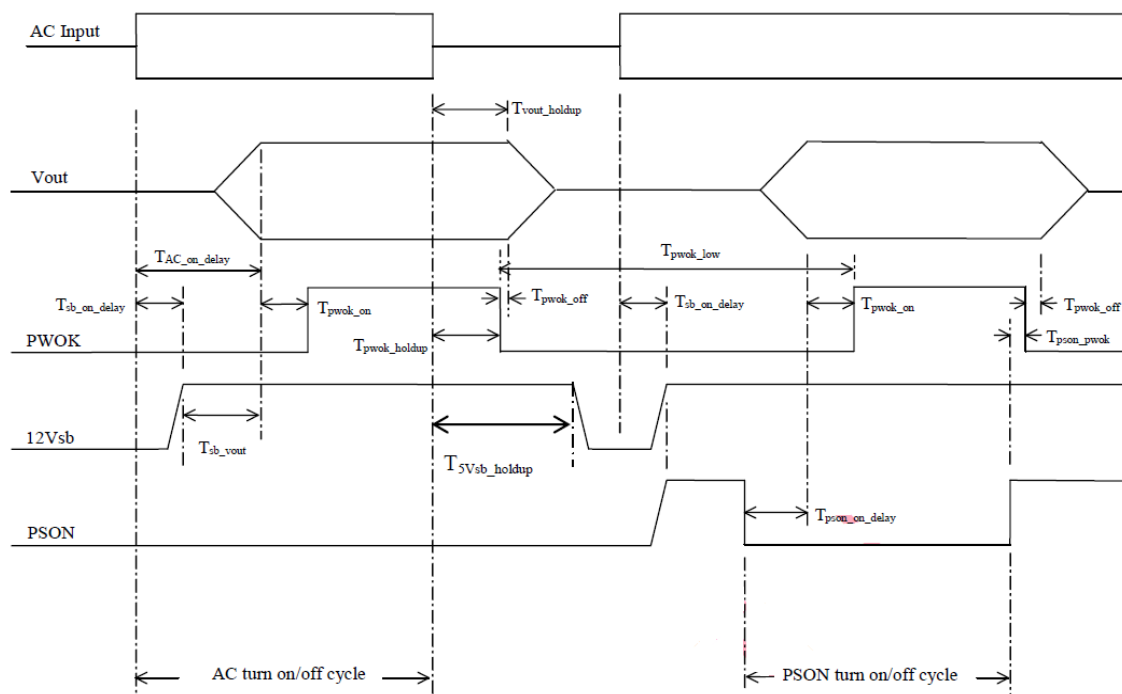 AC Input
Tvout_holdup
Vout
TAC_on_delay
Tpwok_low
Tsb_on_delay
Tpwok_on
Tpwok_off
Tsb_on_delay
Tpwok_on
Tpwok_off
PWOK
Tpwok_holdup
Tpson_pwok
12Vsb
Tsb_vout
T5Vsb_holdup
PSON
Tpson_on_delay
AC turn on/off cycle
PSON turn on/off cycle